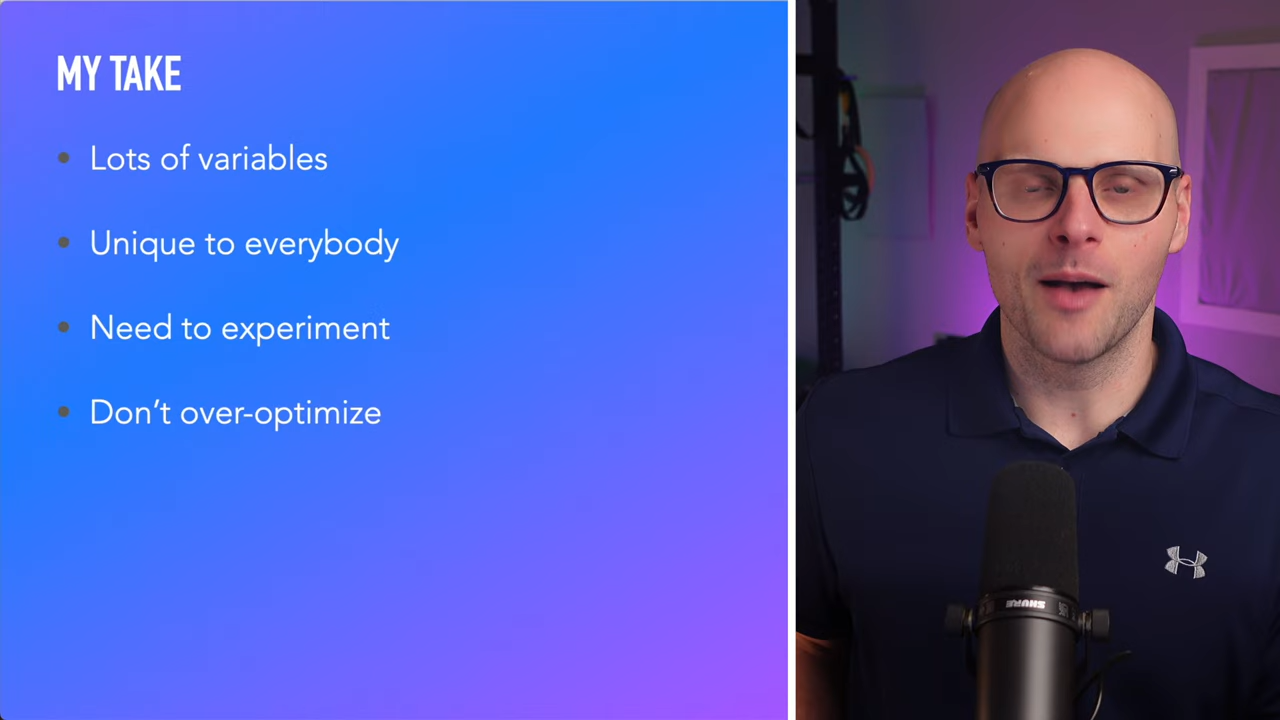 MY TAKE
• Lots of variables
• Unique to everybody
• Need to experiment
• Don’t over-optimize
SHURE